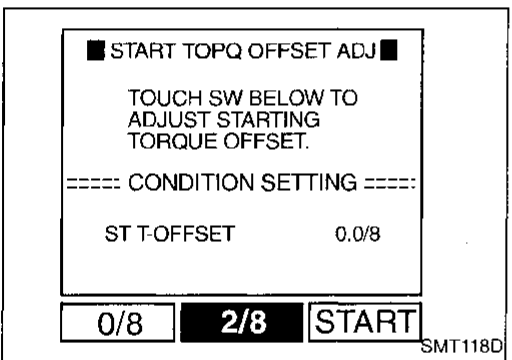 ■ START TOPQ OFFSET ADJ ■
TOUCH SW BELOW TO
ADJUST STARTING
TORQUE OFFSET.
===== CONDITION SETTING =====
ST T-OFFSET 0.0/8
0/8 2/8 START
SMT118D